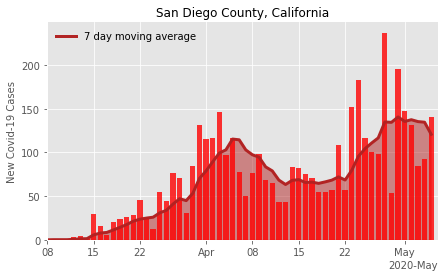 San Diego County, California
7 day moving average
New Covid-19 Cases
200
150
100
50
0
08 15 22 Apr 08 15 22 May
2020-May